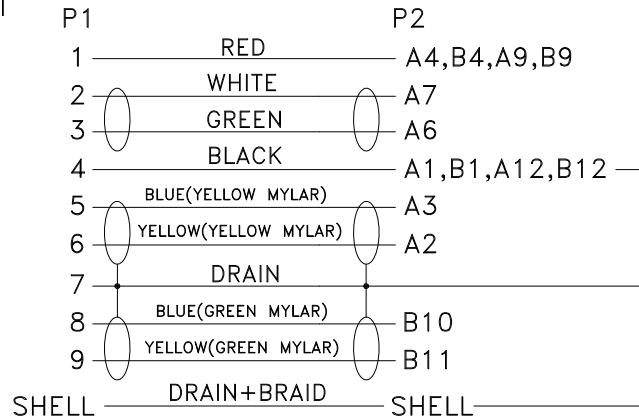 P1 P2
1 RED A4,B4,A9,B9
2 WHITE A7
3 GREEN A6
4 BLACK A1,B1,A12,B12
5 BLUE(YELLOW MYLAR) A3
6 YELLOW(YELLOW MYLAR) A2
7 DRAIN
8 BLUE(GREEN MYLAR) B10
9 YELLOW(GREEN MYLAR) B11
SHELL DRAIN+BRAID SHELL